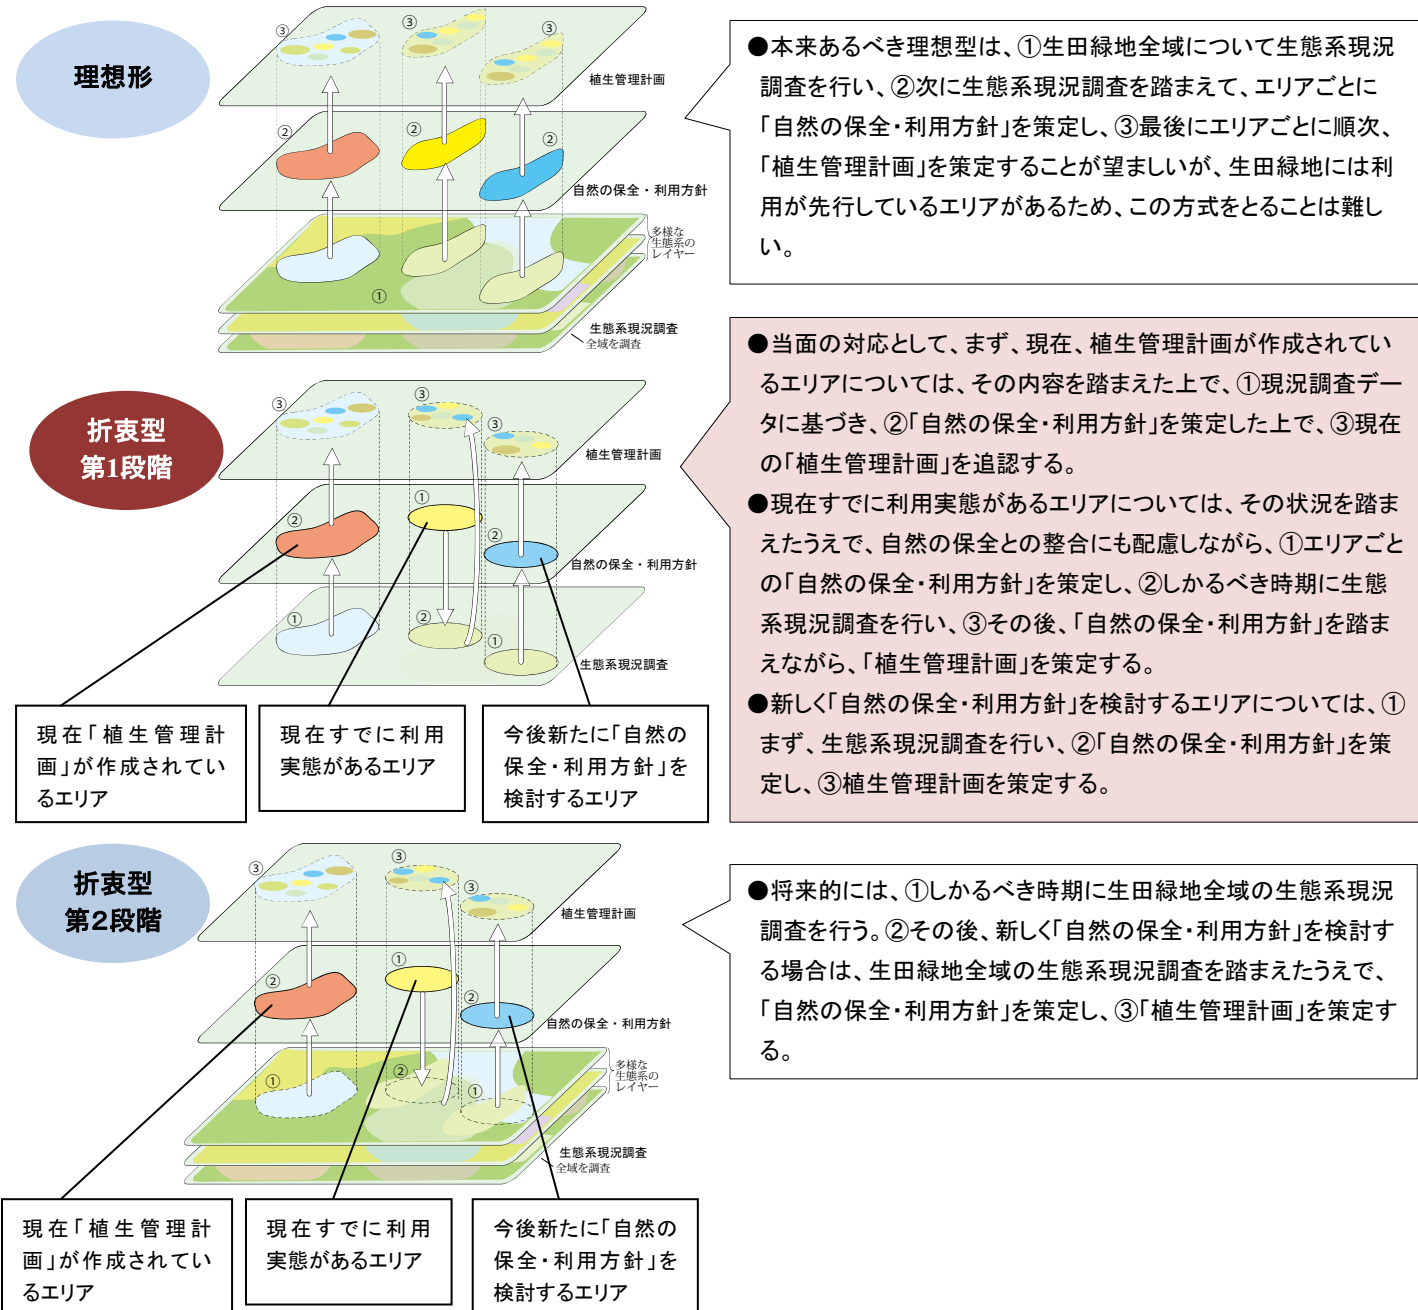 理想形
③
③
③
植生管理計画
②
②
②
自然の保全・利用方針
多様な
生態系の
レイヤー
①
生態系現況調査
全域を調査
●本来あるべき理想型は、①生田緑地全域について生態系現況
調査を行い、②次に生態系現況調査を踏まえて、エリアごとに
「自然の保全・利用方針」を策定し、③最後にエリアごとに順次、
「植生管理計画」を策定することが望ましいが、生田緑地には利
用が先行しているエリアがあるため、この方式をとることは難し
い。
折衷型
第1段階
③
③
③
植生管理計画
②
①
②
自然の保全・利用方針
①
②
①
生態系現況調査
現在「植生管理計
画」が作成されてい
るエリア
現在すでに利用
実態があるエリア
今後新たに「自然の
保全・利用方針」を
検討するエリア
●当面の対応として、まず、現在、植生管理計画が作成されてい
るエリアについては、その内容を踏まえた上で、①現況調査デー
タに基づき、②「自然の保全・利用方針」を策定した上で、③現在
の「植生管理計画」を追認する。
●現在すでに利用実態があるエリアについては、その状況を踏ま
えたうえで、自然の保全との整合にも配慮しながら、①エリアごと
の「自然の保全・利用方針」を策定し、②しかるべき時期に生態
系現況調査を行い、③その後、「自然の保全・利用方針」を踏ま
えながら、「植生管理計画」を策定する。
●新しく「自然の保全・利用方針」を検討するエリアについては、①
まず、生態系現況調査を行い、②「自然の保全・利用方針」を策
定し、③植生管理計画を策定する。
折衷型
第2段階
③
③
③
植生管理計画
②
①
②
自然の保全・利用方針
多様な
生態系の
レイヤー
①
②
①
生態系現況調査
全域を調査
現在「植生管理計
画」が作成されてい
るエリア
現在すでに利用
実態があるエリア
今後新たに「自然の
保全・利用方針」を
検討するエリア
●将来的には、①しかるべき時期に生田緑地全域の生態系現況
調査を行う。②その後、新しく「自然の保全・利用方針」を検討す
る場合は、生田緑地全域の生態系現況調査を踏まえたうえで、
「自然の保全・利用方針」を策定し、③「植生管理計画」を策定す
る。